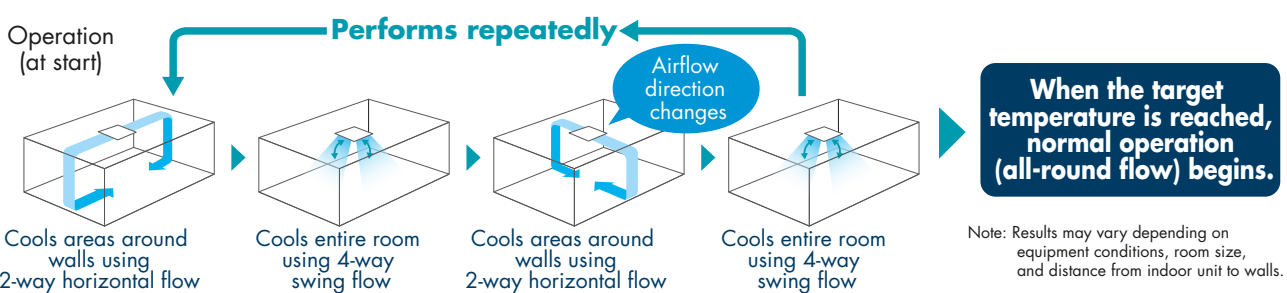 Performs repeatedly
Operation
(at start)
Airflow
direction
changes
When the target
temperature is reached,
normal operation
(all-round flow) begins.
Cools areas around
walls using
2-way horizontal flow
Cools entire room
using 4-way
swing flow
Cools areas around
walls using
2-way horizontal flow
Cools entire room
using 4-way
swing flow
Note: Results may vary depending on
equipment conditions, room size,
and distance from indoor unit to walls.